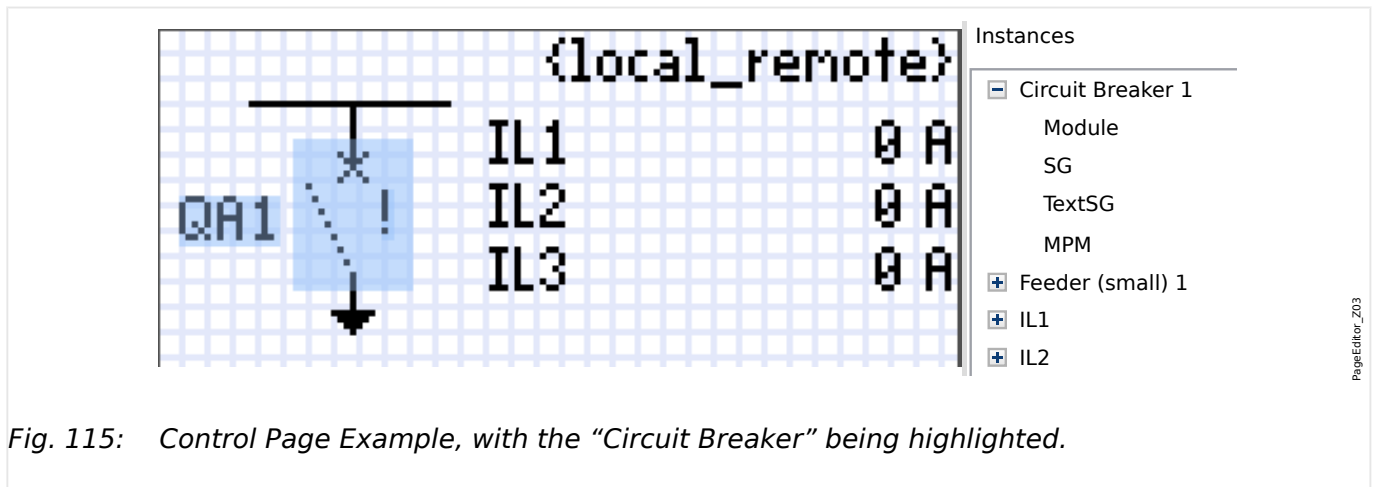 {local_remote}
IL1 0 A
QA1 !
IL2 0 A
IL3 0 A
Instances
Circuit Breaker 1
Module
SG
TextSG
MPM
Feeder (small) 1
IL1
IL2
PageEditor_Z03
Fig. 115: Control Page Example, with the “Circuit Breaker” being highlighted.